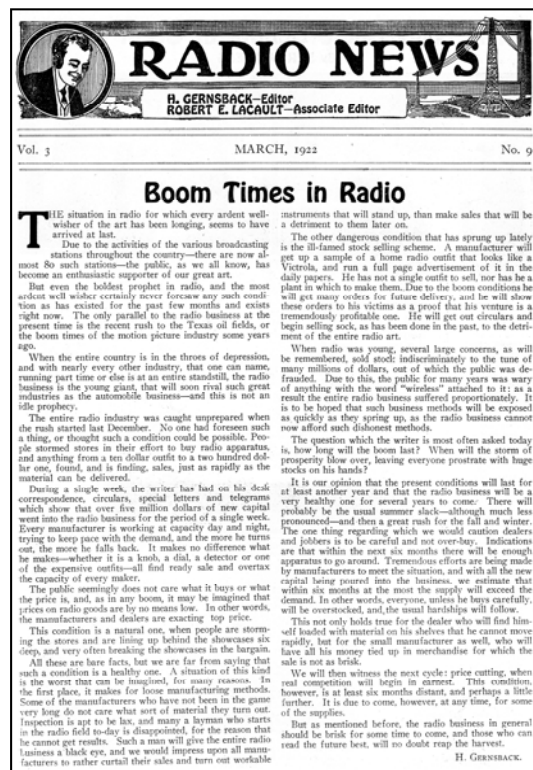 RADIO NEWS
H. GERNSBACK—Editor
ROBERT E. LACAULT—Associate Editor
Vol. 3 MARCH, 1922 No. 9
Boom Times in Radio
THE situation in radio for which every ardent well-
wisher of the art has been longing, seems to have
arrived at last.
Due to the activities of the various broadcasting
stations throughout the country—there are now al-
most 80 such stations—the public, as we all know, has
become an enthusiastic supporter of our great art.
But even the boldest prophet in radio, and the most
ardent well wisher certainly never foresaw any such condi-
tion as has existed for the past few months and exists
right now. The only parallel to the radio business at the
present time is the recent rush to the Texas oil fields, or
the boom times of the motion picture industry some years
ago.
When the entire country is in the throes of depression,
and with nearly every other industry, that one can name,
running part time or else is at an entire standstill, the radio
business is the young giant, that will soon rival such great
industries as the automobile business—and this is not an
idle prophecy.
The entire radio industry was caught unprepared when
the rush started last December. No one had foreseen such
a thing, or thought such a condition could be possible. Peo-
ple stormed stores in their effort to buy radio apparatus,
and anything from a ten dollar outfit to a two hundred dol-
lar one, found, and is finding, sales, just as rapidly as the
material can be delivered.
During a single week, the writer has had on his desk
correspondence, circulars, special letters and telegrams
which show that over five million dollars of new capital
went into the radio business for the period of a single week.
Every manufacturer is working at capacity day and night,
trying to keep pace with the demand, and the more he turns
out, the more he falls back. It makes no difference what
he makes—whether it is a knob, a dial, a detector or one
of the expensive outfits—all find ready sale and overtax
the capacity of every maker.
The public seemingly does not care what it buys or what
the price is, and, as in any boom, it may be imagined that
prices on radio goods are by no means low. In other words,
the manufacturers and dealers are exacting top price.
This condition is a natural one, when people are storm-
ing the stores and are lining up behind the showcases six
deep, and very often breaking the showcases in the bargain.
All these are bare facts, but we are far from saying that
such a condition is a healthy one. A situation of this kind
is the worst that can be imagined, for many reasons. In
the first place, it makes for loose manufacturing methods.
Some of the manufacturers who have not been in the game
very long do not care what sort of material they turn out.
Inspection is apt to be lax, and many a layman who starts
in the radio field to-day is disappointed, for the reason that
he cannot get results. Such a man will give the entire radio
business a black eye, and we would impress upon all manu-
facturers to rather curtail their sales and turn out workable
instruments that will stand up, than make sales that will be
a detriment to them later on.
The other dangerous condition that has sprung up lately
is the ill-famed stock selling scheme. A manufacturer will
get up a sample of a home radio outfit that looks like a
Victrola, and run a full page advertisement of it in the
daily papers. He has not a single outfit to sell, nor has he a
plant in which to make them. Due to the boom conditions he
will get many orders for future delivery, and he will show
these orders to his victims as a proof that his venture is a
tremendously profitable one. He will get out circulars and
begin selling sock, as has been done in the past, to the detri-
ment of the entire radio art.
When radio was young, several large concerns, as will
be remembered, sold stock indiscriminately to the tune of
many millions of dollars, out of which the public was de-
frauded. Due to this, the public for many years was wary
of anything with the word "wireless" attached to it: as a
result the entire radio business suffered proportionately. It
is to be hoped that such business methods will be exposed
as quickly as they spring up, as the radio business cannot
now afford such dishonest methods.
The question which the writer is most often asked today
is, how long will the boom last? When will the storm of
prosperity blow over, leaving everyone prostrate with huge
stocks on his hands?
It is our opinion that the present conditions will last for
at least another year and that the radio business will be a
very healthy one for several years to come. There will
probably be the usual summer slack—although much less
pronounced—and then a great rush for the fall and winter.
The one thing regarding which we would caution dealers
and jobbers is to be careful and not over-buy. Indications
are that within the next six months there will be enough
apparatus to go around. Tremendous efforts are being made
by manufacturers to meet the situation, and with all the new
capital being poured into the business, we estimate that
within six months at the most the supply will exceed the
demand. In other words, everyone, unless he buys carefully,
will be overstocked, and, the usual hardships will follow.
This not only holds true for the dealer who will find him-
self loaded with material on his shelves that he cannot move
rapidly, but for the small manufacturer as well, who will
have all his money tied up in merchandise for which the
sale is not as brisk.
We will then witness the next cycle: price cutting, when
real competition will begin in earnest. This condition,
however, is at least six months distant, and perhaps a little
further. It is due to come, however, at any time, for some
of the supplies.
But as mentioned before, the radio business in general
should be brisk for some time to come, and those who can
read the future best, will no doubt reap the harvest.
H. GERNSBACK.